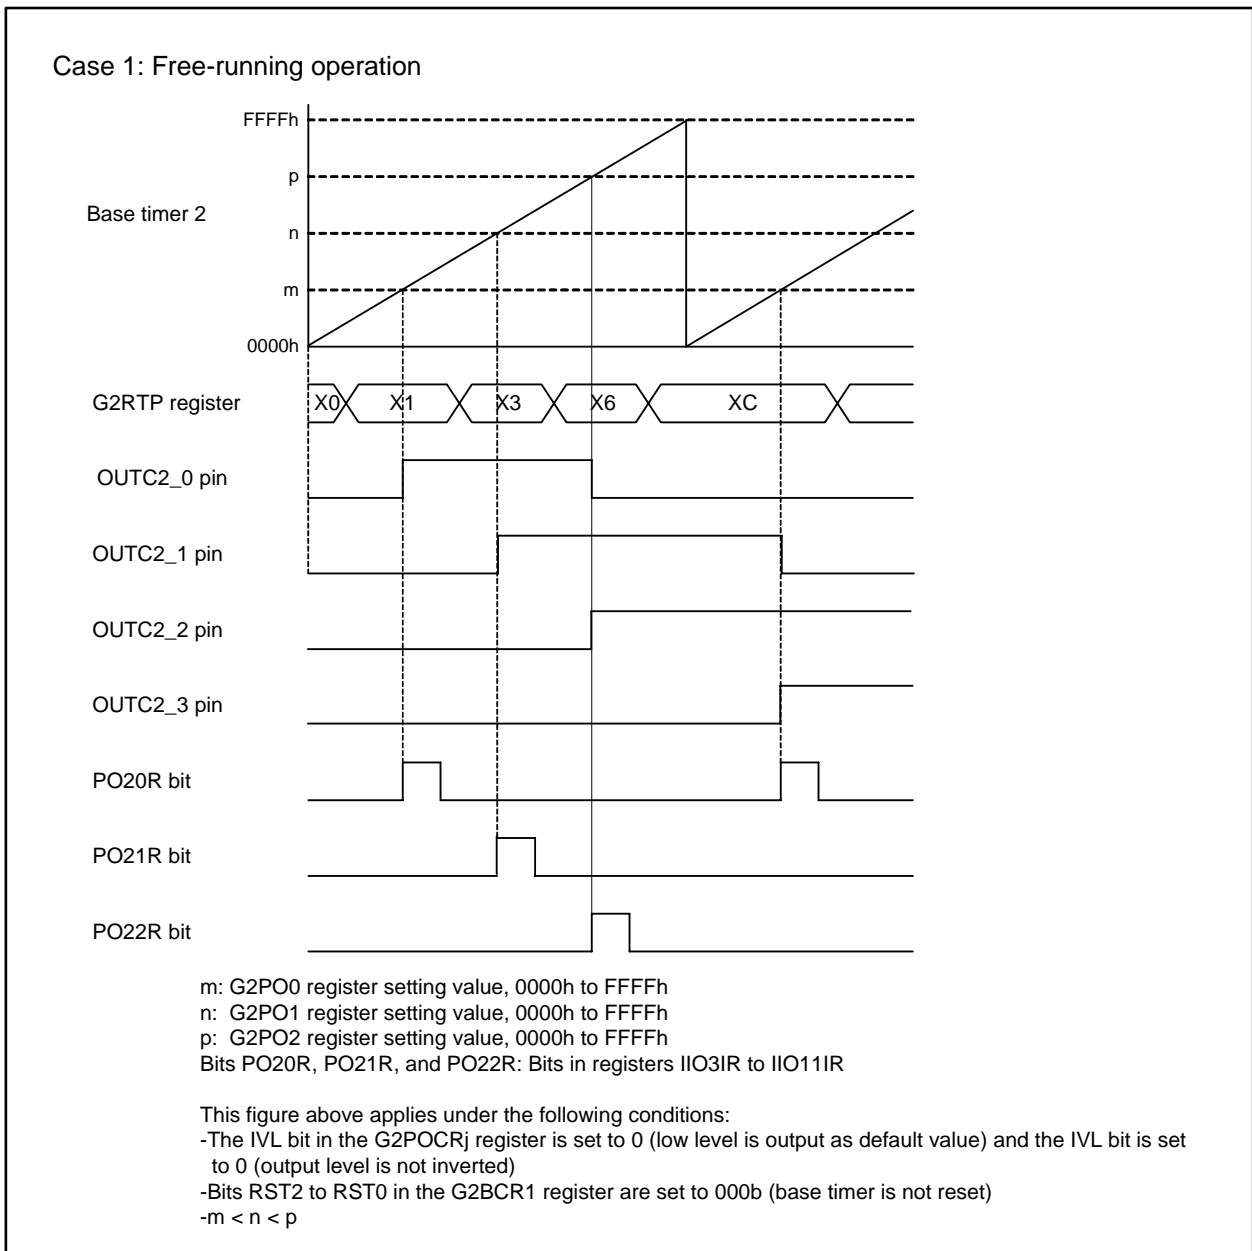 Case 1: Free-running operation
FFFFh
p
Base timer 2
n
m
0000h
G2RTP register
X0 X1 X3 X6 XC
OUTC2_0 pin
OUTC2_1 pin
OUTC2_2 pin
OUTC2_3 pin
PO20R bit
PO21R bit
PO22R bit
m: G2PO0 register setting value, 0000h to FFFFh
n: G2PO1 register setting value, 0000h to FFFFh
p: G2PO2 register setting value, 0000h to FFFFh
Bits PO20R, PO21R, and PO22R: Bits in registers IIO3IR to IIO11IR
This figure above applies under the following conditions:
-The IVL bit in the G2POCRj register is set to 0 (low level is output as default value) and the IVL bit is set
to 0 (output level is not inverted)
-Bits RST2 to RST0 in the G2BCR1 register are set to 000b (base timer is not reset)
-m < n < p